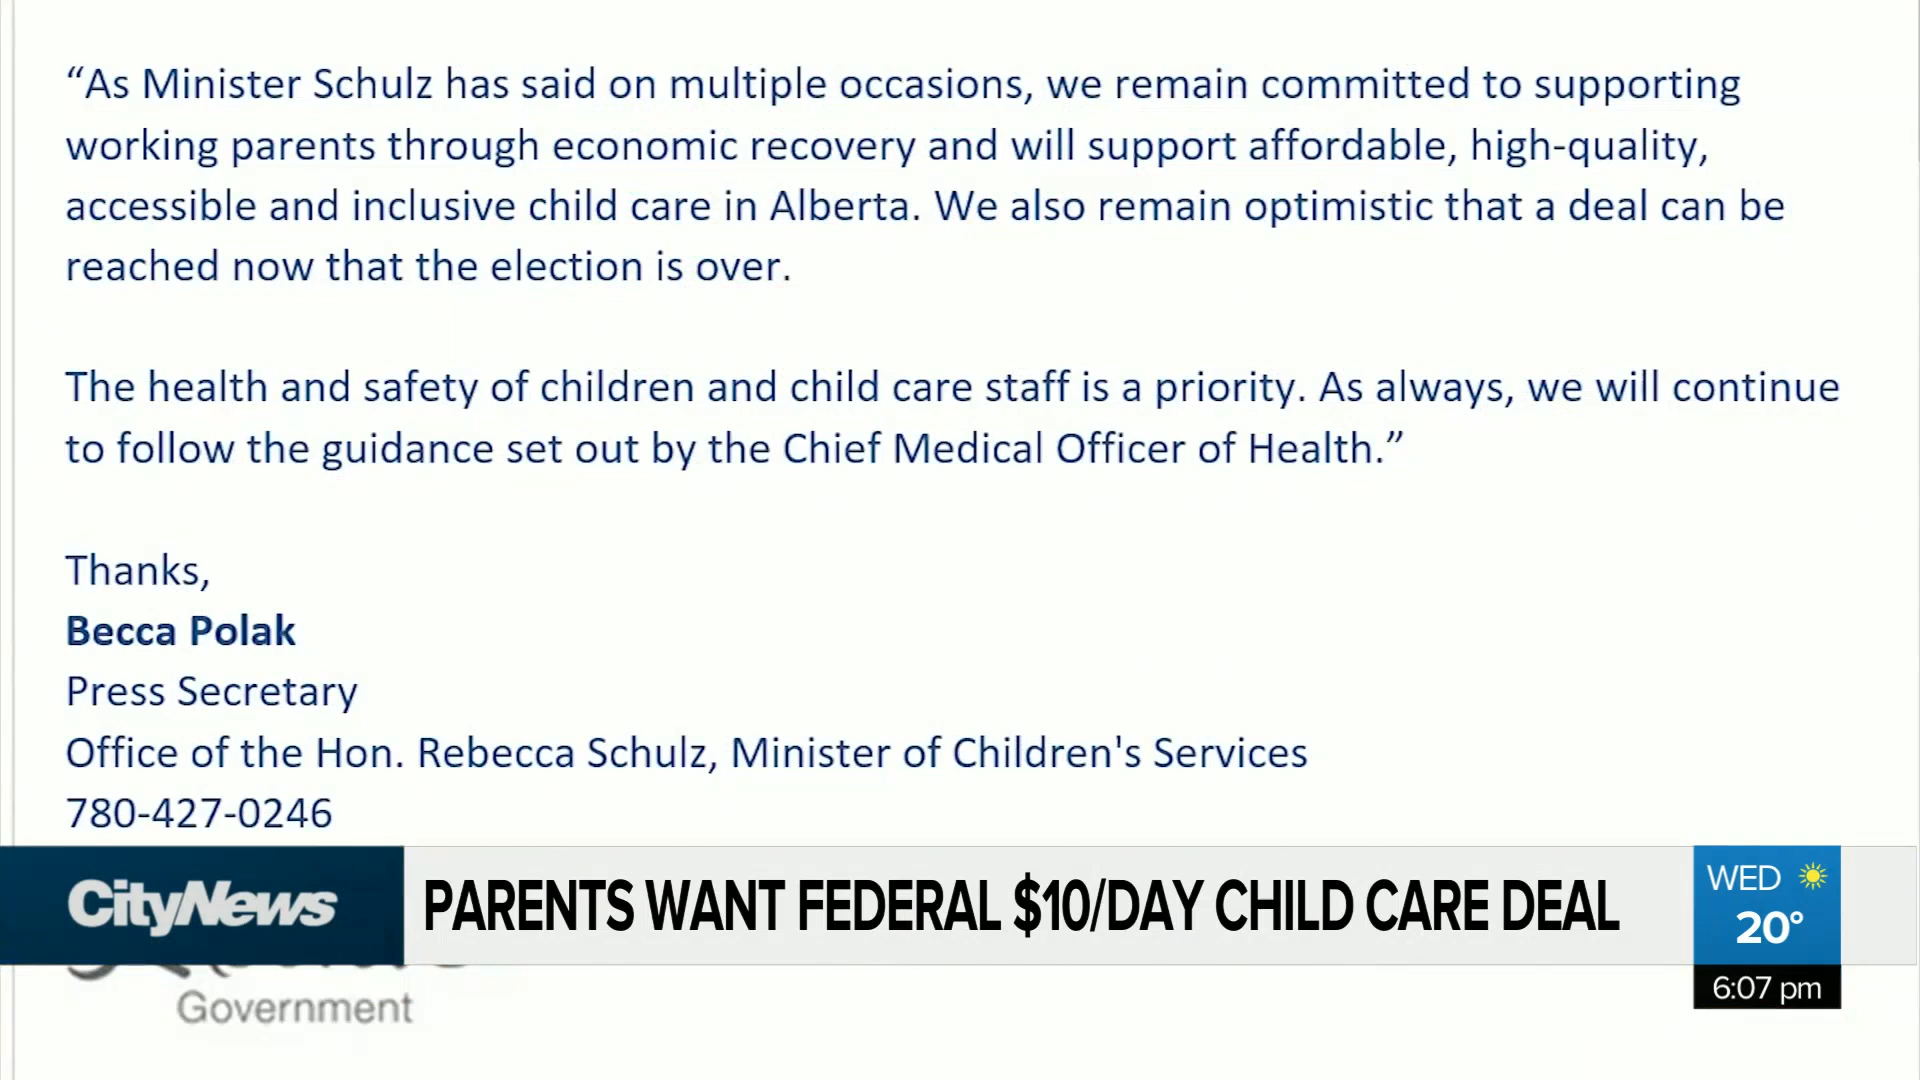 “As Minister Schulz has said on multiple occasions, we remain committed to supporting
working parents through economic recovery and will support affordable, high-quality,
accessible and inclusive child care in Alberta. We also remain optimistic that a deal can be
reached now that the election is over.
The health and safety of children and child care staff is a priority. As always, we will continue
to follow the guidance set out by the Chief Medical Officer of Health.”
Thanks,
Becca Polak
Press Secretary
Office of the Hon. Rebecca Schulz, Minister of Children's Services
780-427-0246
CityNews
PARENTS WANT FEDERAL $10/DAY CHILD CARE DEAL
WED
20°
6:07 pm
Government